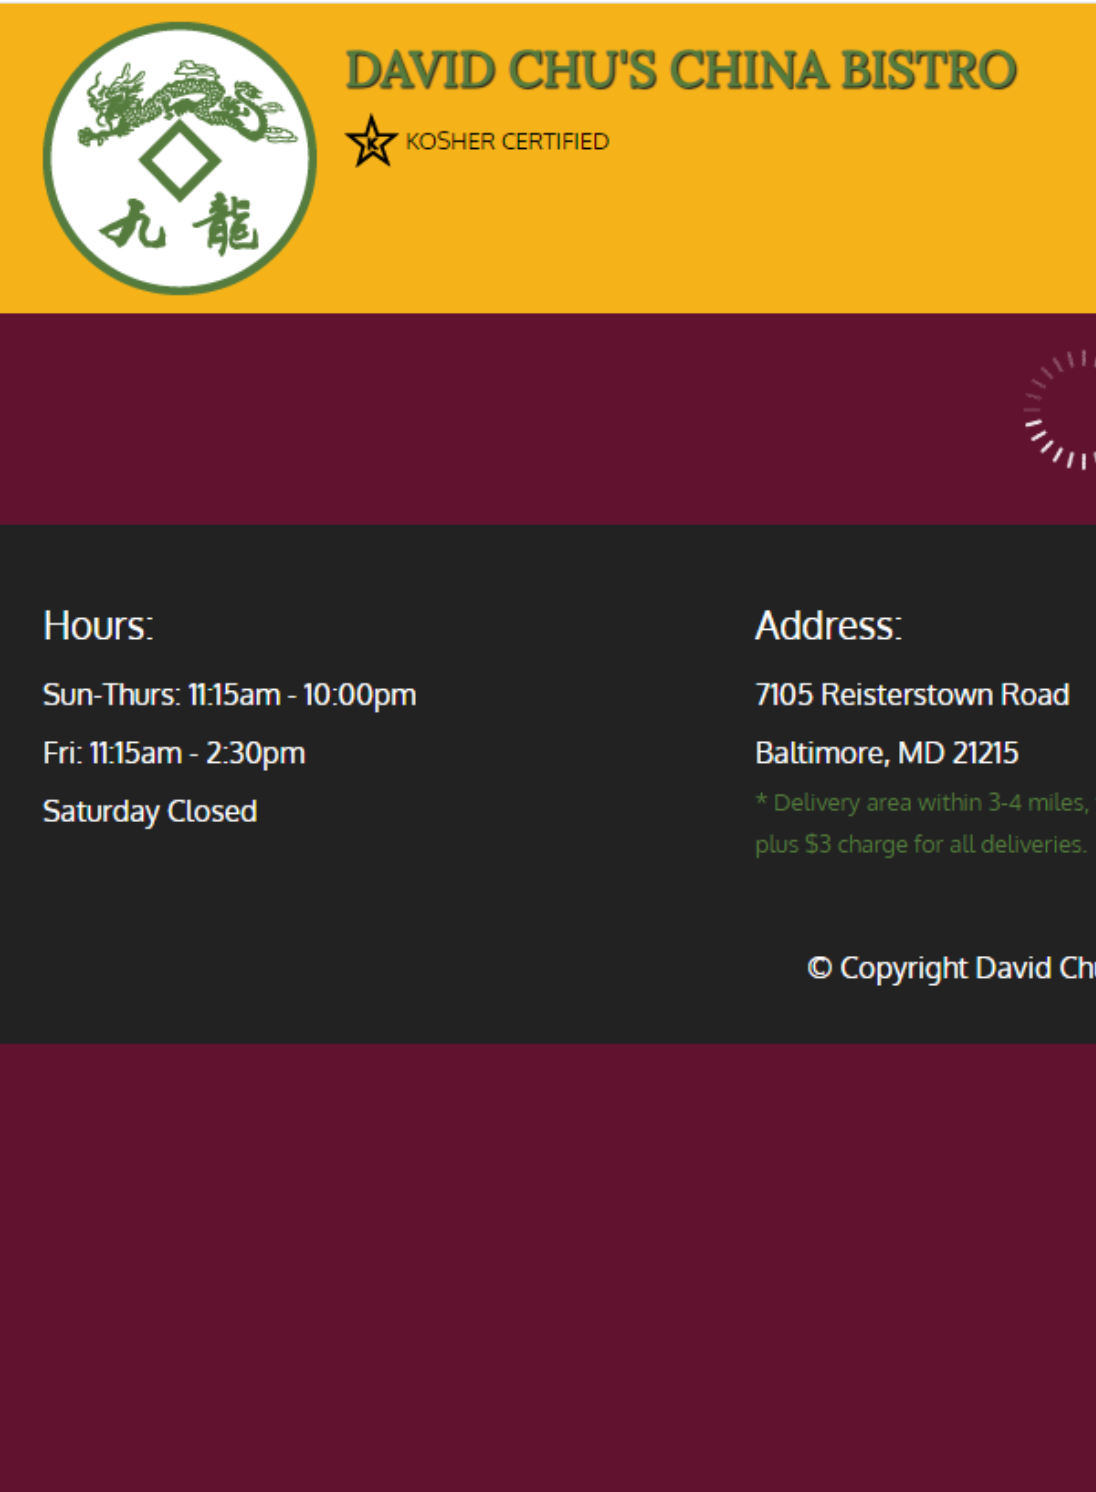 DAVID CHU'S CHINA BISTRO
K KOSHER CERTIFIED
九龍
Hours:
Sun-Thurs: 11:15am - 10:00pm
Fri: 11:15am - 2:30pm
Saturday Closed
Address:
7105 Reisterstown Road
Baltimore, MD 21215
* Delivery area within 3-4 miles,
plus $3 charge for all deliveries.
© Copyright David Chu